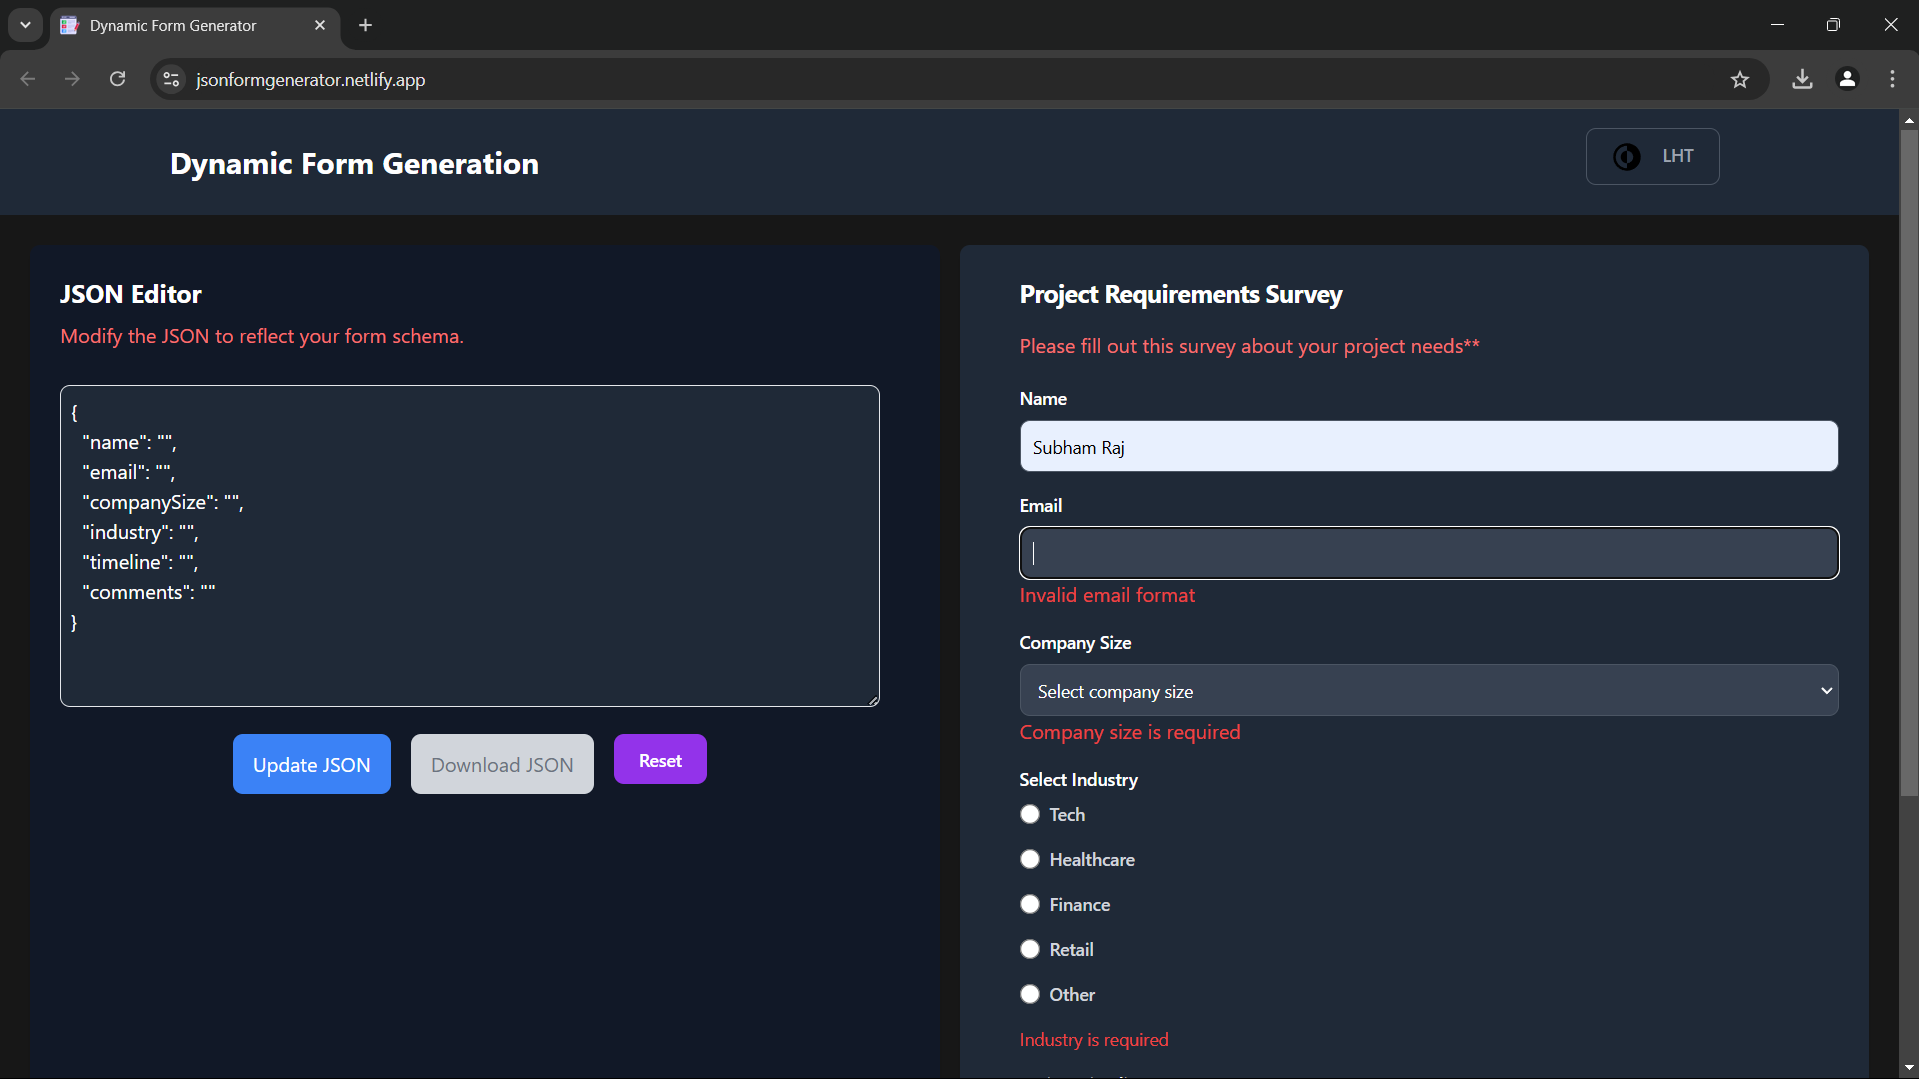 Dynamic Form Generator
jsonformgenerator.netlify.app
Dynamic Form Generation
LHT
JSON Editor
Modify the JSON to reflect your form schema.
{
"name": "",
"email": "",
"companySize": "",
"industry": "",
"timeline": "",
"comments": ""
}
Update JSON
Download JSON
Reset
Project Requirements Survey
Please fill out this survey about your project needs**
Name
Subham Raj
Email
Invalid email format
Company Size
Select company size
Company size is required
Select Industry
Tech
Healthcare
Finance
Retail
Other
Industry is required